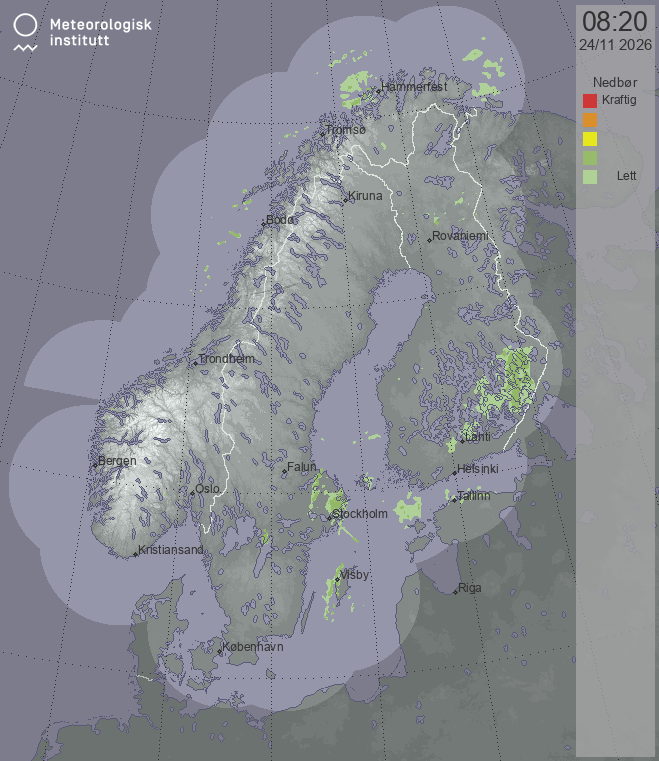 Meteorologisk
institutt
08:20
24/11 2026
Nedbør
Kraftig
Lett
Hammerfest
Tromsø
Kiruna
Bodø
Rovaniemi
Trondheim
Lahti
Bergen
Falun
Helsinki
Oslo
Tallinn
Stockholm
Kristiansand
Visby
Riga
København